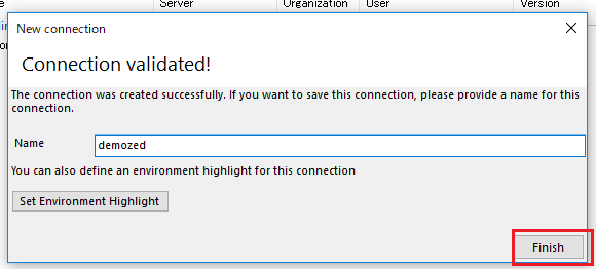 Server Organization User Version
New connection
Connection validated!
The connection was created successfully. If you want to save this connection, please provide a name for this
connection.
Name demozed
You can also define an environment highlight for this connection
Set Environment Highlight
Finish